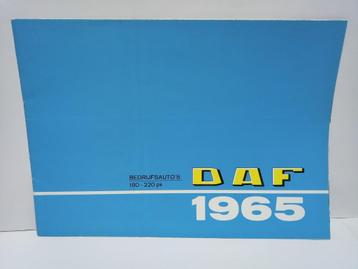 BEDRIJFSAUTO'S
180 - 220 pk
DAF
1965